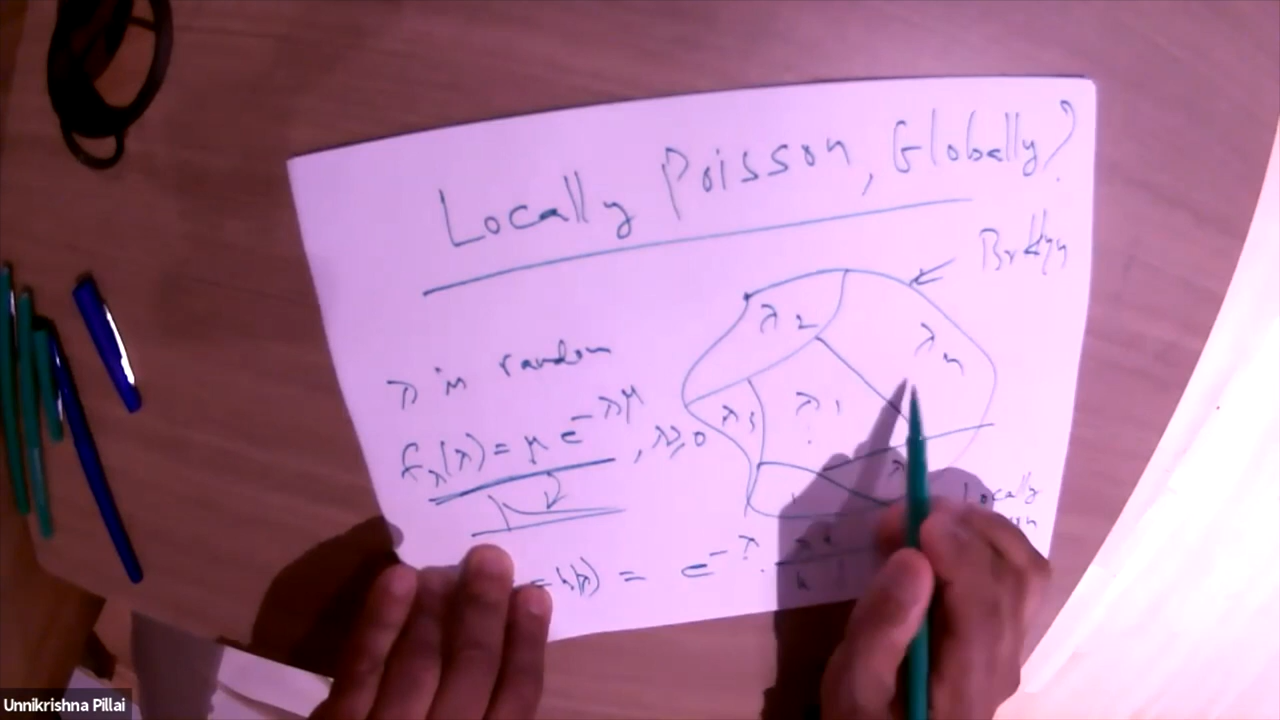 Locally Poisson, Globally?
Brklyn
λ is random
f_λ(λ) = μ e^{-λμ}, λ ≥ 0
λ2
λn
λ3
λ1
Locally
= k|λ) = e^{-λ}
Unnikrishna Pillai